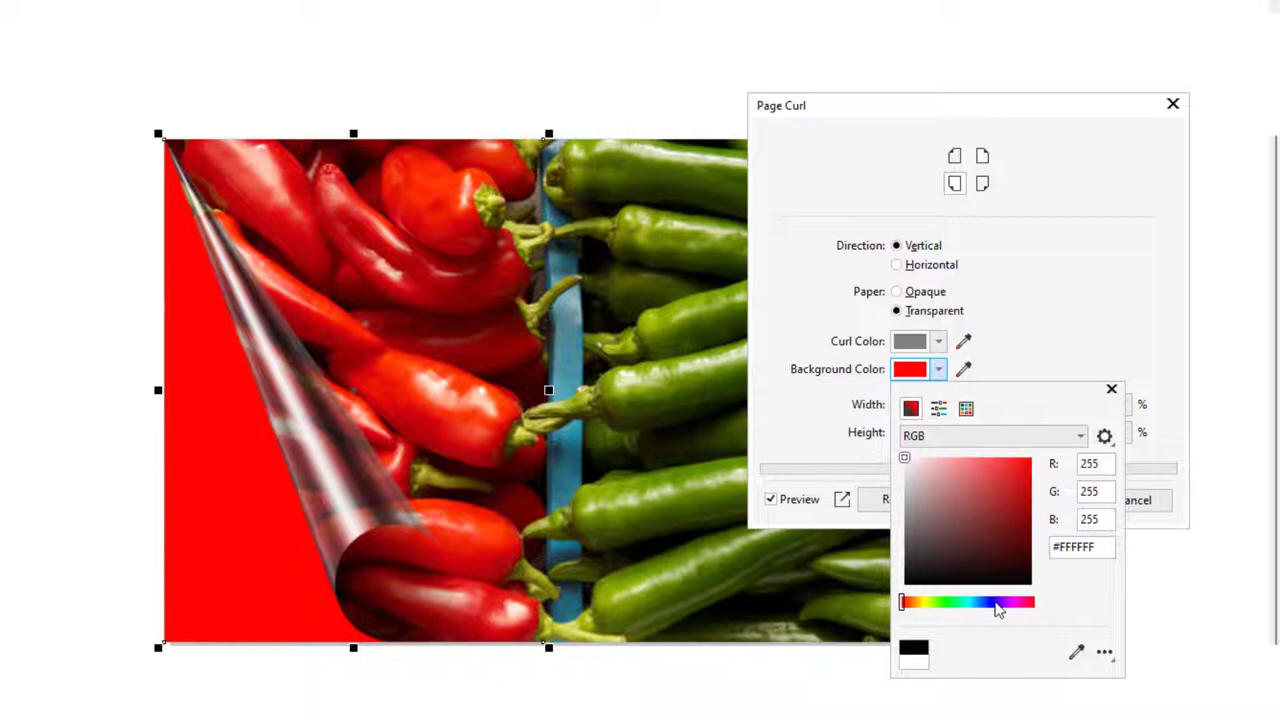 Page Curl
Direction: Vertical
Horizontal
Paper: Opaque
Transparent
Curl Color:
Background Color:
Width: %
RGB
Height: %
R: 255
G: 255
Preview R ancel
B: 255
#FFFFFF